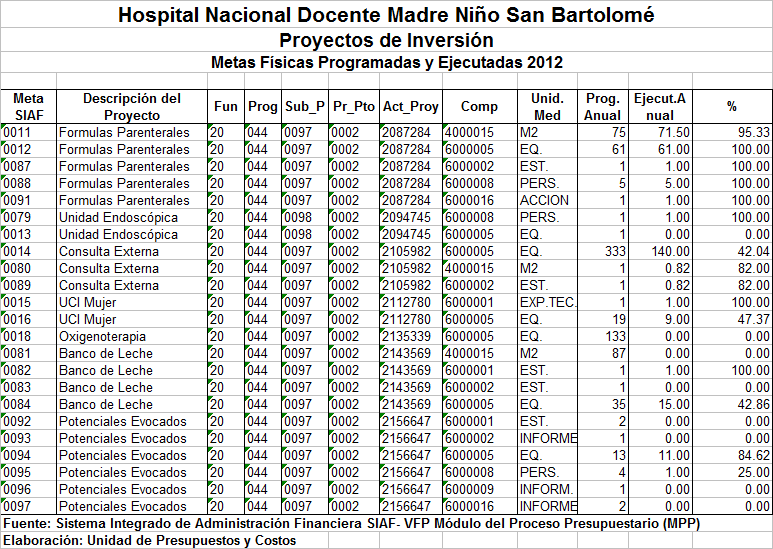 Hospital Nacional Docente Madre Niño San Bartolomé
Proyectos de Inversión
Metas Físicas Programadas y Ejecutadas 2012
Meta SIAF Descripción del Proyecto Fun Prog Sub_P Pr_Pto Act_Proy Comp Unid. Med Prog. Anual Ejecut.A nual %
0011 Formulas Parenterales 20 044 0097 0002 2087284 4000015 M2 75 71.50 95.33
0012 Formulas Parenterales 20 044 0097 0002 2087284 6000005 EQ. 61 61.00 100.00
0087 Formulas Parenterales 20 044 0097 0002 2087284 6000002 EST. 1 1.00 100.00
0088 Formulas Parenterales 20 044 0097 0002 2087284 6000008 PERS. 5 5.00 100.00
0091 Formulas Parenterales 20 044 0097 0002 2087284 6000016 ACCION 1 1.00 100.00
0079 Unidad Endoscópica 20 044 0098 0002 2094745 6000008 PERS. 1 1.00 100.00
0013 Unidad Endoscópica 20 044 0098 0002 2094745 6000005 EQ. 1 0.00 0.00
0014 Consulta Externa 20 044 0097 0002 2105982 6000005 EQ. 333 140.00 42.04
0080 Consulta Externa 20 044 0097 0002 2105982 4000015 M2 1 0.82 82.00
0089 Consulta Externa 20 044 0097 0002 2105982 6000002 EST. 1 0.82 82.00
0015 UCI Mujer 20 044 0097 0002 2112780 6000001 EXP.TEC. 1 1.00 100.00
0016 UCI Mujer 20 044 0097 0002 2112780 6000005 EQ. 19 9.00 47.37
0018 Oxigenoterapia 20 044 0097 0002 2135339 6000005 EQ. 133 0.00 0.00
0081 Banco de Leche 20 044 0097 0002 2143569 4000015 M2 87 0.00 0.00
0082 Banco de Leche 20 044 0097 0002 2143569 6000001 EST. 1 1.00 100.00
0083 Banco de Leche 20 044 0097 0002 2143569 6000002 EST. 1 0.00 0.00
0084 Banco de Leche 20 044 0097 0002 2143569 6000005 EQ. 35 15.00 42.86
0092 Potenciales Evocados 20 044 0097 0002 2156647 6000001 EST. 2 0.00 0.00
0093 Potenciales Evocados 20 044 0097 0002 2156647 6000002 INFORME 1 0.00 0.00
0094 Potenciales Evocados 20 044 0097 0002 2156647 6000005 EQ. 13 11.00 84.62
0095 Potenciales Evocados 20 044 0097 0002 2156647 6000008 PERS. 4 1.00 25.00
0096 Potenciales Evocados 20 044 0097 0002 2156647 6000009 INFORM. 1 0.00 0.00
0097 Potenciales Evocados 20 044 0097 0002 2156647 6000016 INFORME 2 0.00 0.00
Fuente: Sistema Integrado de Administración Financiera SIAF- VFP Módulo del Proceso Presupuestario (MPP)
Elaboración: Unidad de Presupuestos y Costos